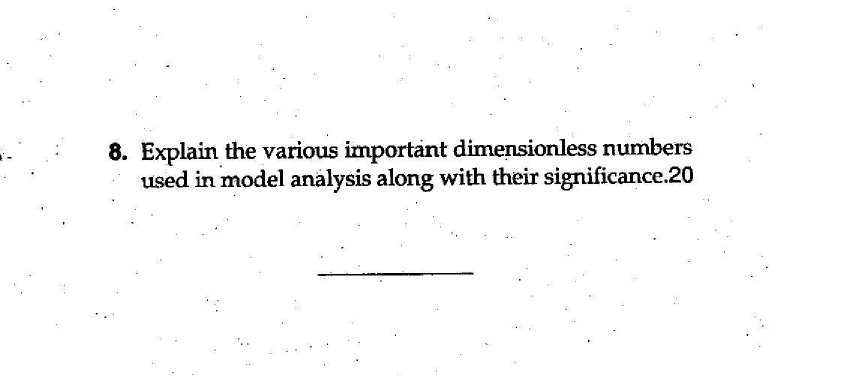 8. Explain the various important dimensionless numbers
used in model analysis along with their significance.20